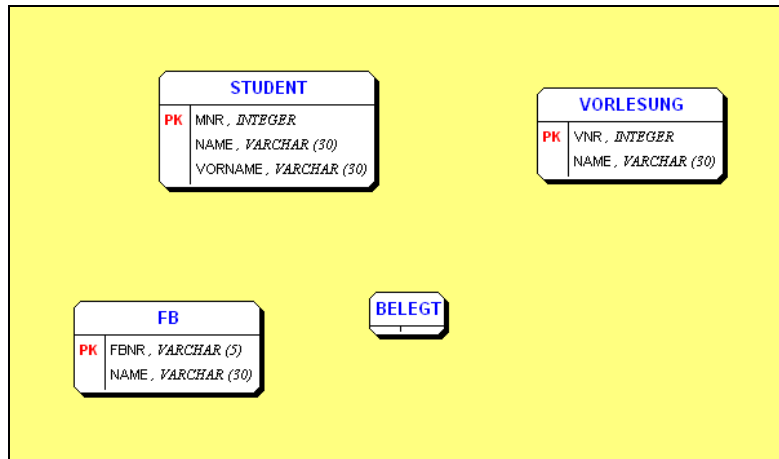 STUDENT
PK MNR, INTEGER
NAME, VARCHAR (30)
VORNAME, VARCHAR (30)
VORLESUNG
PK VNR, INTEGER
NAME, VARCHAR (30)
FB
PK FBNR, VARCHAR (5)
NAME, VARCHAR (30)
BELEGT